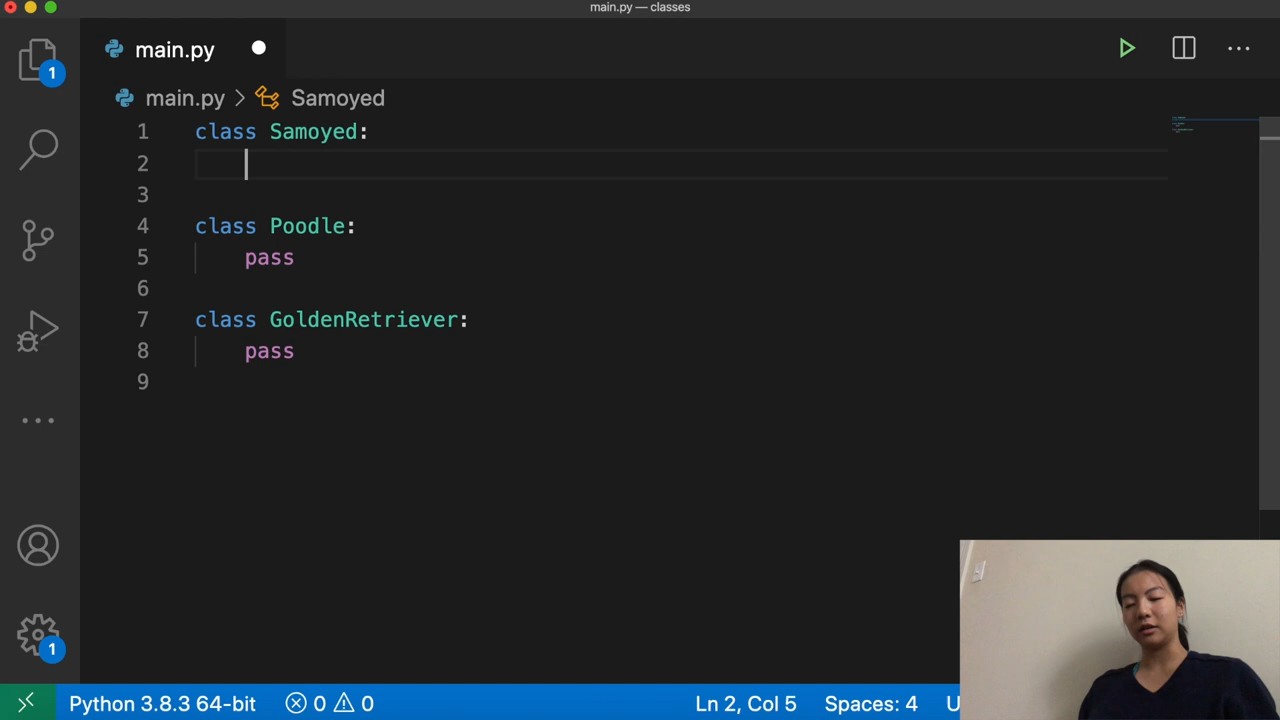 main.py — classes
1
main.py
main.py > Samoyed
1 class Samoyed:
2
3
4 class Poodle:
5 pass
6
7 class GoldenRetriever:
8 pass
9
1
Python 3.8.3 64-bit 0 0 Ln 2, Col 5 Spaces: 4 U